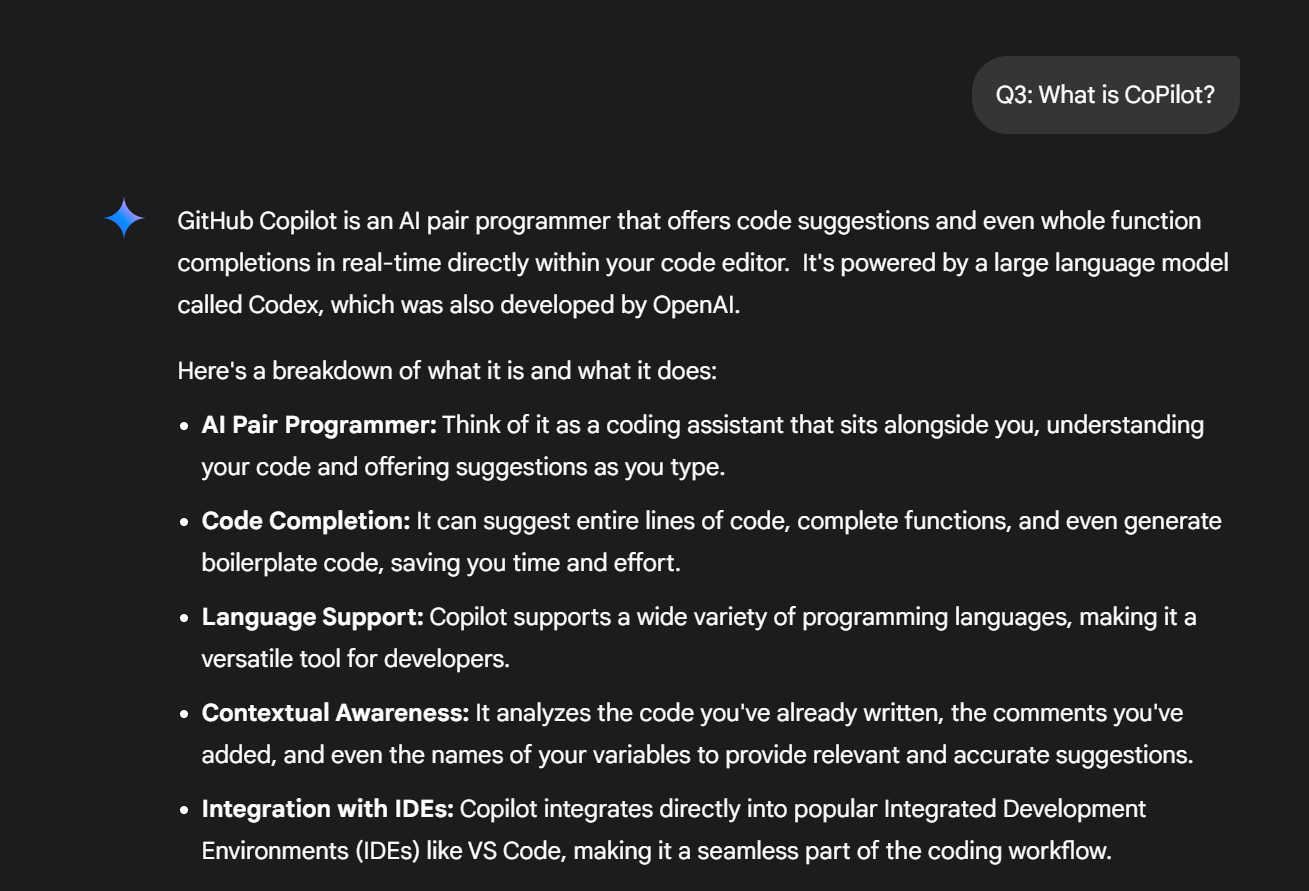 Q3: What is CoPilot?
GitHub Copilot is an AI pair programmer that offers code suggestions and even whole function
completions in real-time directly within your code editor.  It's powered by a large language model
called Codex, which was also developed by OpenAI.
Here's a breakdown of what it is and what it does:
• AI Pair Programmer: Think of it as a coding assistant that sits alongside you, understanding
your code and offering suggestions as you type.
• Code Completion: It can suggest entire lines of code, complete functions, and even generate
boilerplate code, saving you time and effort.
• Language Support: Copilot supports a wide variety of programming languages, making it a
versatile tool for developers.
• Contextual Awareness: It analyzes the code you've already written, the comments you've
added, and even the names of your variables to provide relevant and accurate suggestions.
• Integration with IDEs: Copilot integrates directly into popular Integrated Development
Environments (IDEs) like VS Code, making it a seamless part of the coding workflow.